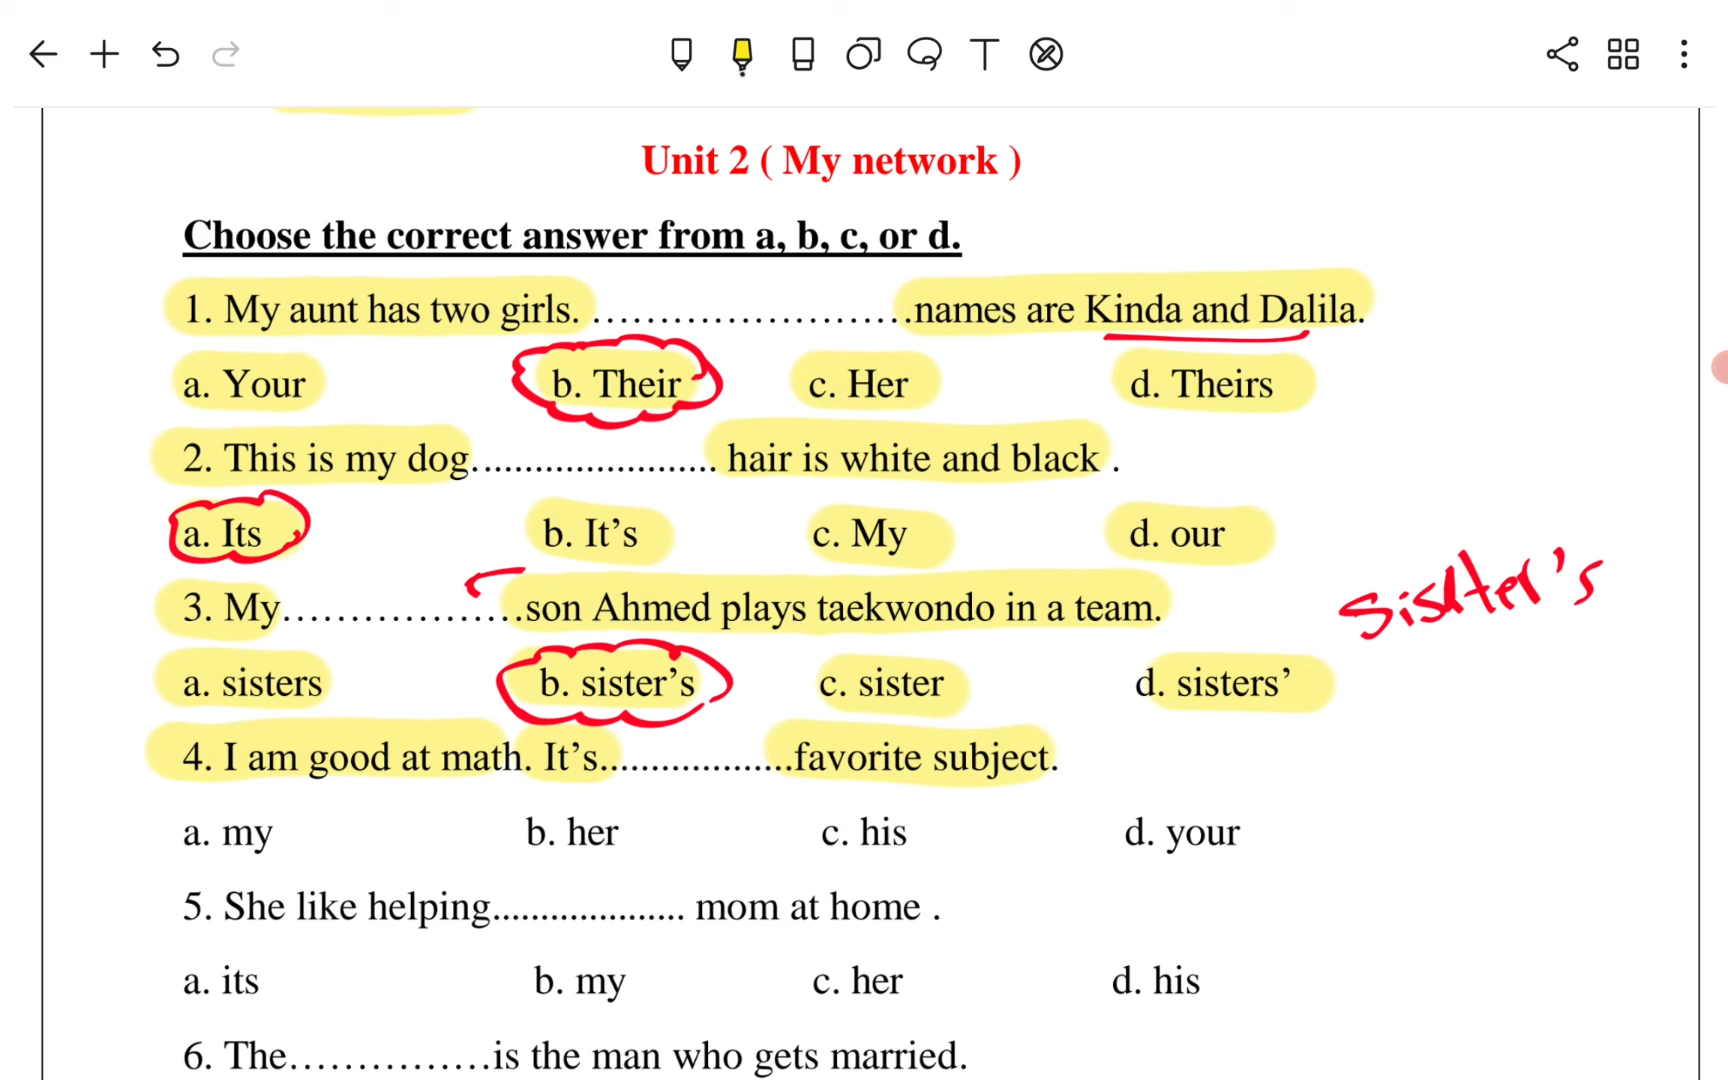 Unit 2 ( My network )
Choose the correct answer from a, b, c, or d.
1. My aunt has two girls. ........................names are Kinda and Dalila.
a. Your b. Their c. Her d. Theirs
2. This is my dog........................ hair is white and black .
a. Its b. It’s c. My d. our
sister's
3. My...................son Ahmed plays taekwondo in a team.
a. sisters b. sister’s c. sister d. sisters’
4. I am good at math. It’s...................favorite subject.
a. my b. her c. his d. your
5. She like helping.................... mom at home .
a. its b. my c. her d. his
6. The...............is the man who gets married.